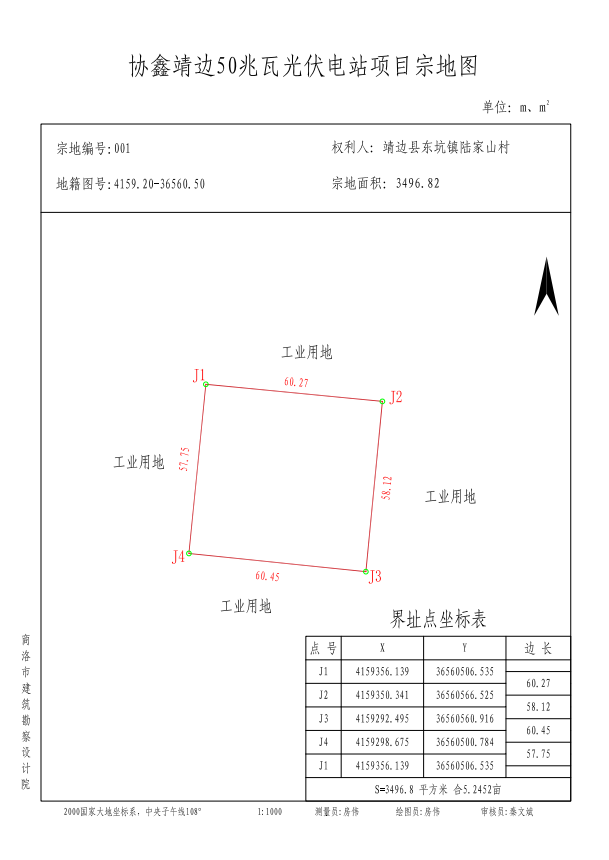 协鑫靖边50兆瓦光伏电站项目宗地图
单位: m、m²
宗地编号:001 权利人: 靖边县东坑镇陆家山村
地籍图号:4159.20-36560.50 宗地面积: 3496.82
工业用地
J1 60.27 J2
工业用地 57.75 58.12 工业用地
J4 60.45 J3
工业用地
界址点坐标表
点 号 X Y 边 长
J1 4159356.139 36560506.535
60.27
J2 4159350.341 36560566.525
58.12
J3 4159292.495 36560560.916
60.45
J4 4159298.675 36560500.784
57.75
J1 4159356.139 36560506.535
S=3496.8 平方米 合5.2452亩
商洛市建筑勘察设计院
2000国家大地坐标系，中央子午线108° 1:1000 测量员:房伟 绘图员:房伟 审核员:秦文斌